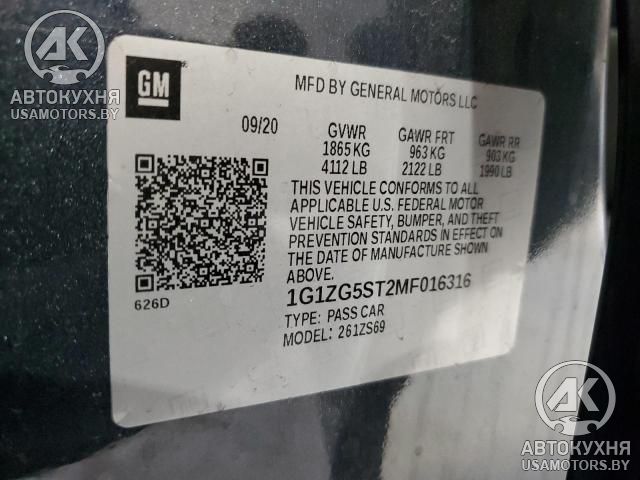 АК
АВТОКУХНЯ
USAMOTORS.BY
GM
MFD BY GENERAL MOTORS LLC
09/20
GVWR GAWR FRT GAWR RR
1865 KG 963 KG 903 KG
4112 LB 2122 LB 1990 LB
THIS VEHICLE CONFORMS TO ALL
APPLICABLE U.S. FEDERAL MOTOR
VEHICLE SAFETY, BUMPER, AND THEFT
PREVENTION STANDARDS IN EFFECT ON
THE DATE OF MANUFACTURE SHOWN
ABOVE.
626D
1G1ZG5ST2MF016316
TYPE: PASS CAR
MODEL: 261ZS69
АК
АВТОКУХНЯ
USAMOTORS.BY